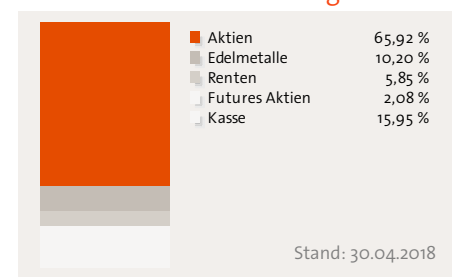 Aktien 65,92 %
Edelmetalle 10,20 %
Renten 5,85 %
Futures Aktien 2,08 %
Kasse 15,95 %
Stand: 30.04.2018